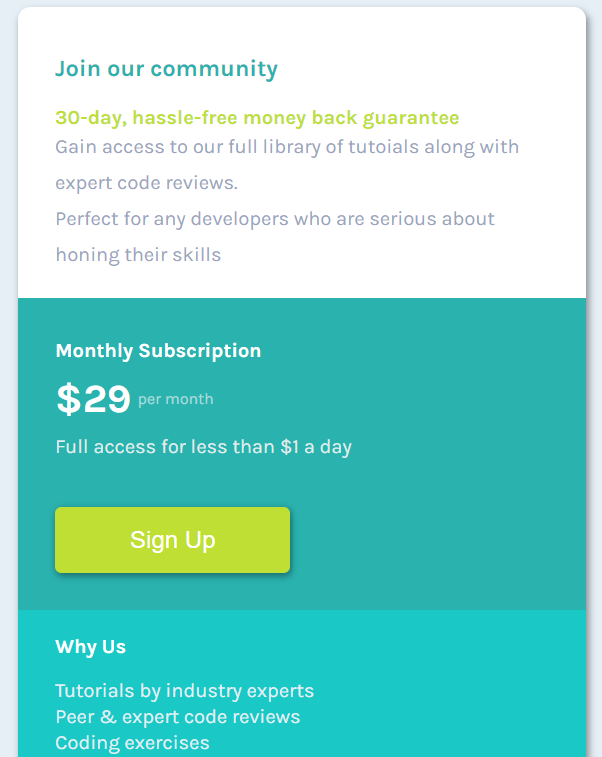 Join our community
30-day, hassle-free money back guarantee
Gain access to our full library of tutoials along with
expert code reviews.
Perfect for any developers who are serious about
honing their skills
Monthly Subscription
$29 per month
Full access for less than $1 a day
Sign Up
Why Us
Tutorials by industry experts
Peer & expert code reviews
Coding exercises